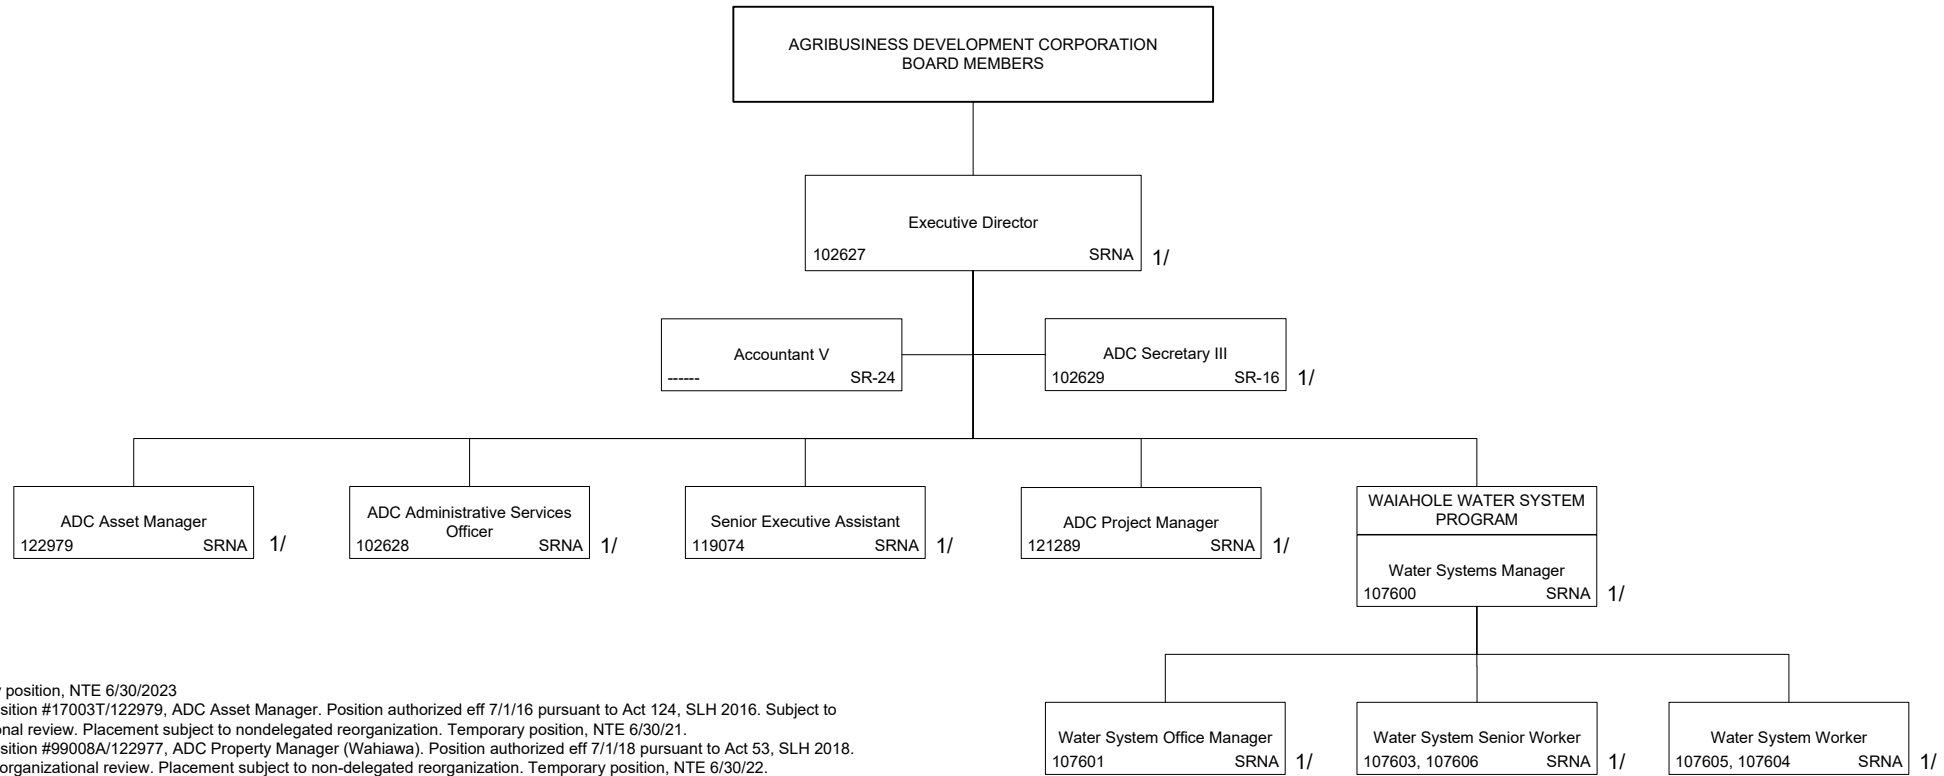 AGRIBUSINESS DEVELOPMENT CORPORATION
BOARD MEMBERS
Executive Director
102627 SRNA 1/
Accountant V
------ SR-24
ADC Secretary III
102629 SR-16 1/
ADC Asset Manager
122979 SRNA 1/
ADC Administrative Services
Officer
102628 SRNA 1/
Senior Executive Assistant
119074 SRNA 1/
ADC Project Manager
121289 SRNA 1/
WAIAHOLE WATER SYSTEM
PROGRAM
Water Systems Manager
107600 SRNA 1/
Water System Office Manager
107601 SRNA 1/
Water System Senior Worker
107603, 107606 SRNA 1/
Water System Worker
107605, 107604 SRNA 1/
position, NTE 6/30/2023
#17003T/122979, ADC Asset Manager. Position authorized eff 7/1/16 pursuant to Act 124, SLH 2016. Subject to
review. Placement subject to nondelegated reorganization. Temporary position, NTE 6/30/21.
#99008A/122977, ADC Property Manager (Wahiawa). Position authorized eff 7/1/18 pursuant to Act 53, SLH 2018.
organizational review. Placement subject to non-delegated reorganization. Temporary position, NTE 6/30/22.